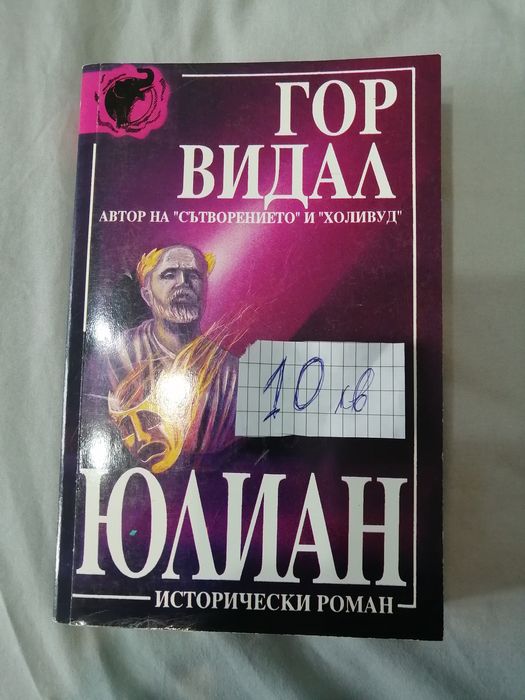 ГОР
ВИДАЛ
АВТОР НА "СЪТВОРЕНИЕТО" И "ХОЛИВУД"
10 лв
ЮЛИАН
ИСТОРИЧЕСКИ РОМАН